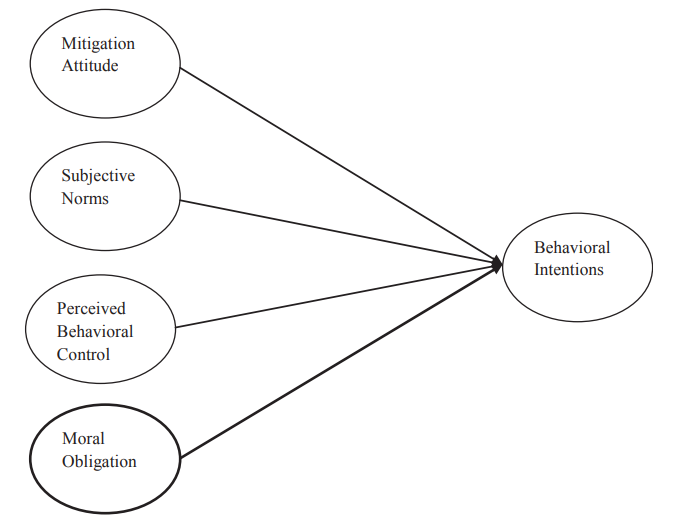 Mitigation
Attitude
Subjective
Norms
Perceived
Behavioral
Control
Moral
Obligation
Behavioral
Intentions